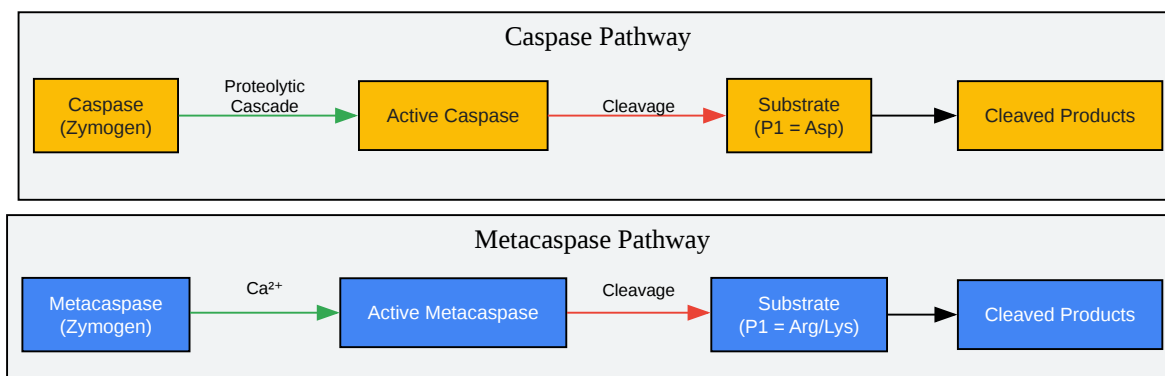 Caspase Pathway
Caspase
(Zymogen)
Proteolytic
Cascade
Active Caspase
Cleavage
Substrate
(P1 = Asp)
Cleaved Products
Metacaspase Pathway
Metacaspase
(Zymogen)
Ca²⁺
Active Metacaspase
Cleavage
Substrate
(P1 = Arg/Lys)
Cleaved Products